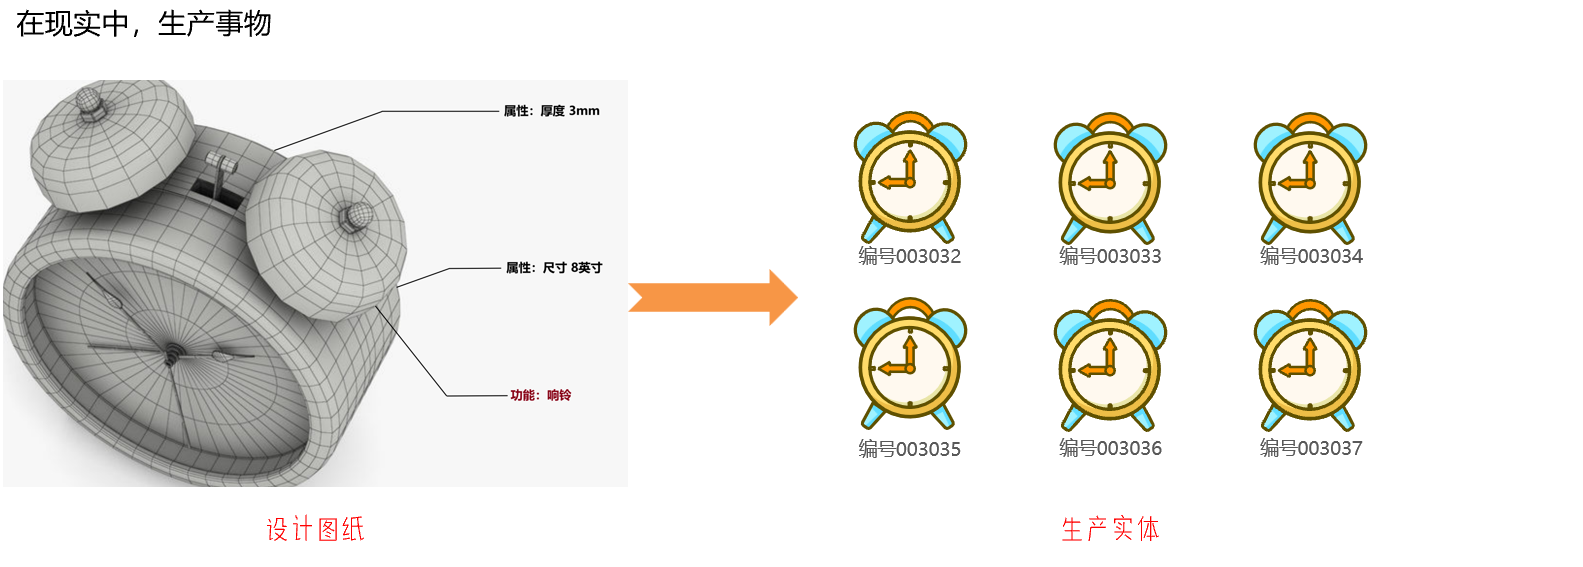 在现实中，生产事物
属性：厚度 3mm
属性：尺寸 8英寸
功能：响铃
编号003032
编号003033
编号003034
编号003035
编号003036
编号003037
设计图纸
生产实体